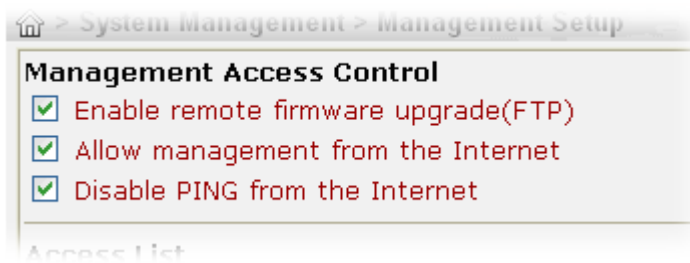 > System Management > Management Setup
Management Access Control
Enable remote firmware upgrade(FTP)
Allow management from the Internet
Disable PING from the Internet
Access List